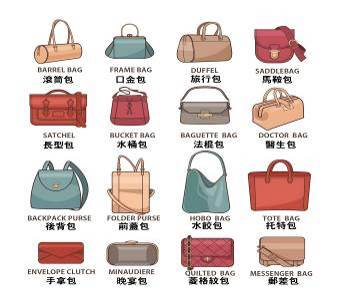 BARREL BAG
滾筒包
FRAME BAG
口金包
DUFFEL
旅行包
SADDLEBAG
馬鞍包
SATCHEL
長型包
BUCKET BAG
水桶包
BAGUETTE BAG
法棍包
DOCTOR BAG
醫生包
BACKPACK PURSE
後背包
FOLDER PURSE
前蓋包
HOBO BAG
水餃包
TOTE BAG
托特包
ENVELOPE CLUTCH
手拿包
MINAUDIERE
晚宴包
QUILTED BAG
菱格紋包
MESSENGER BAG
郵差包